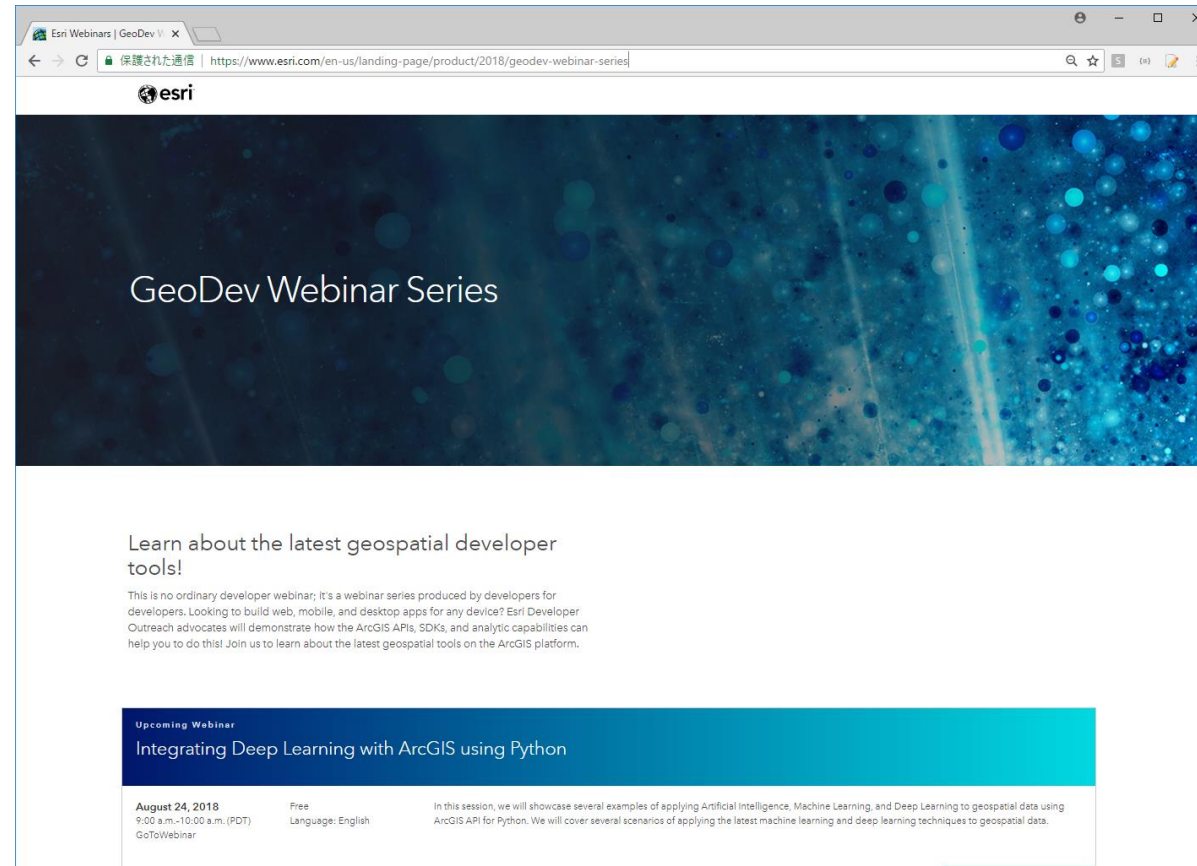 Esri Webinars | GeoDev W
保護された通信 | https://www.esri.com/en-us/landing-page/product/2018/geodev-webinar-series
esri
GeoDev Webinar Series
Learn about the latest geospatial developer
tools!
This is no ordinary developer webinar; it's a webinar series produced by developers for
developers. Looking to build web, mobile, and desktop apps for any device? Esri Developer
Outreach advocates will demonstrate how the ArcGIS APIs, SDKs, and analytic capabilities can
help you to do this! Join us to learn about the latest geospatial tools on the ArcGIS platform.
Upcoming Webinar
Integrating Deep Learning with ArcGIS using Python
August 24, 2018
9:00 a.m.-10:00 a.m. (PDT)
GoToWebinar
Free
Language: English
In this session, we will showcase several examples of applying Artificial Intelligence, Machine Learning, and Deep Learning to geospatial data using
ArcGIS API for Python. We will cover several scenarios of applying the latest machine learning and deep learning techniques to geospatial data.